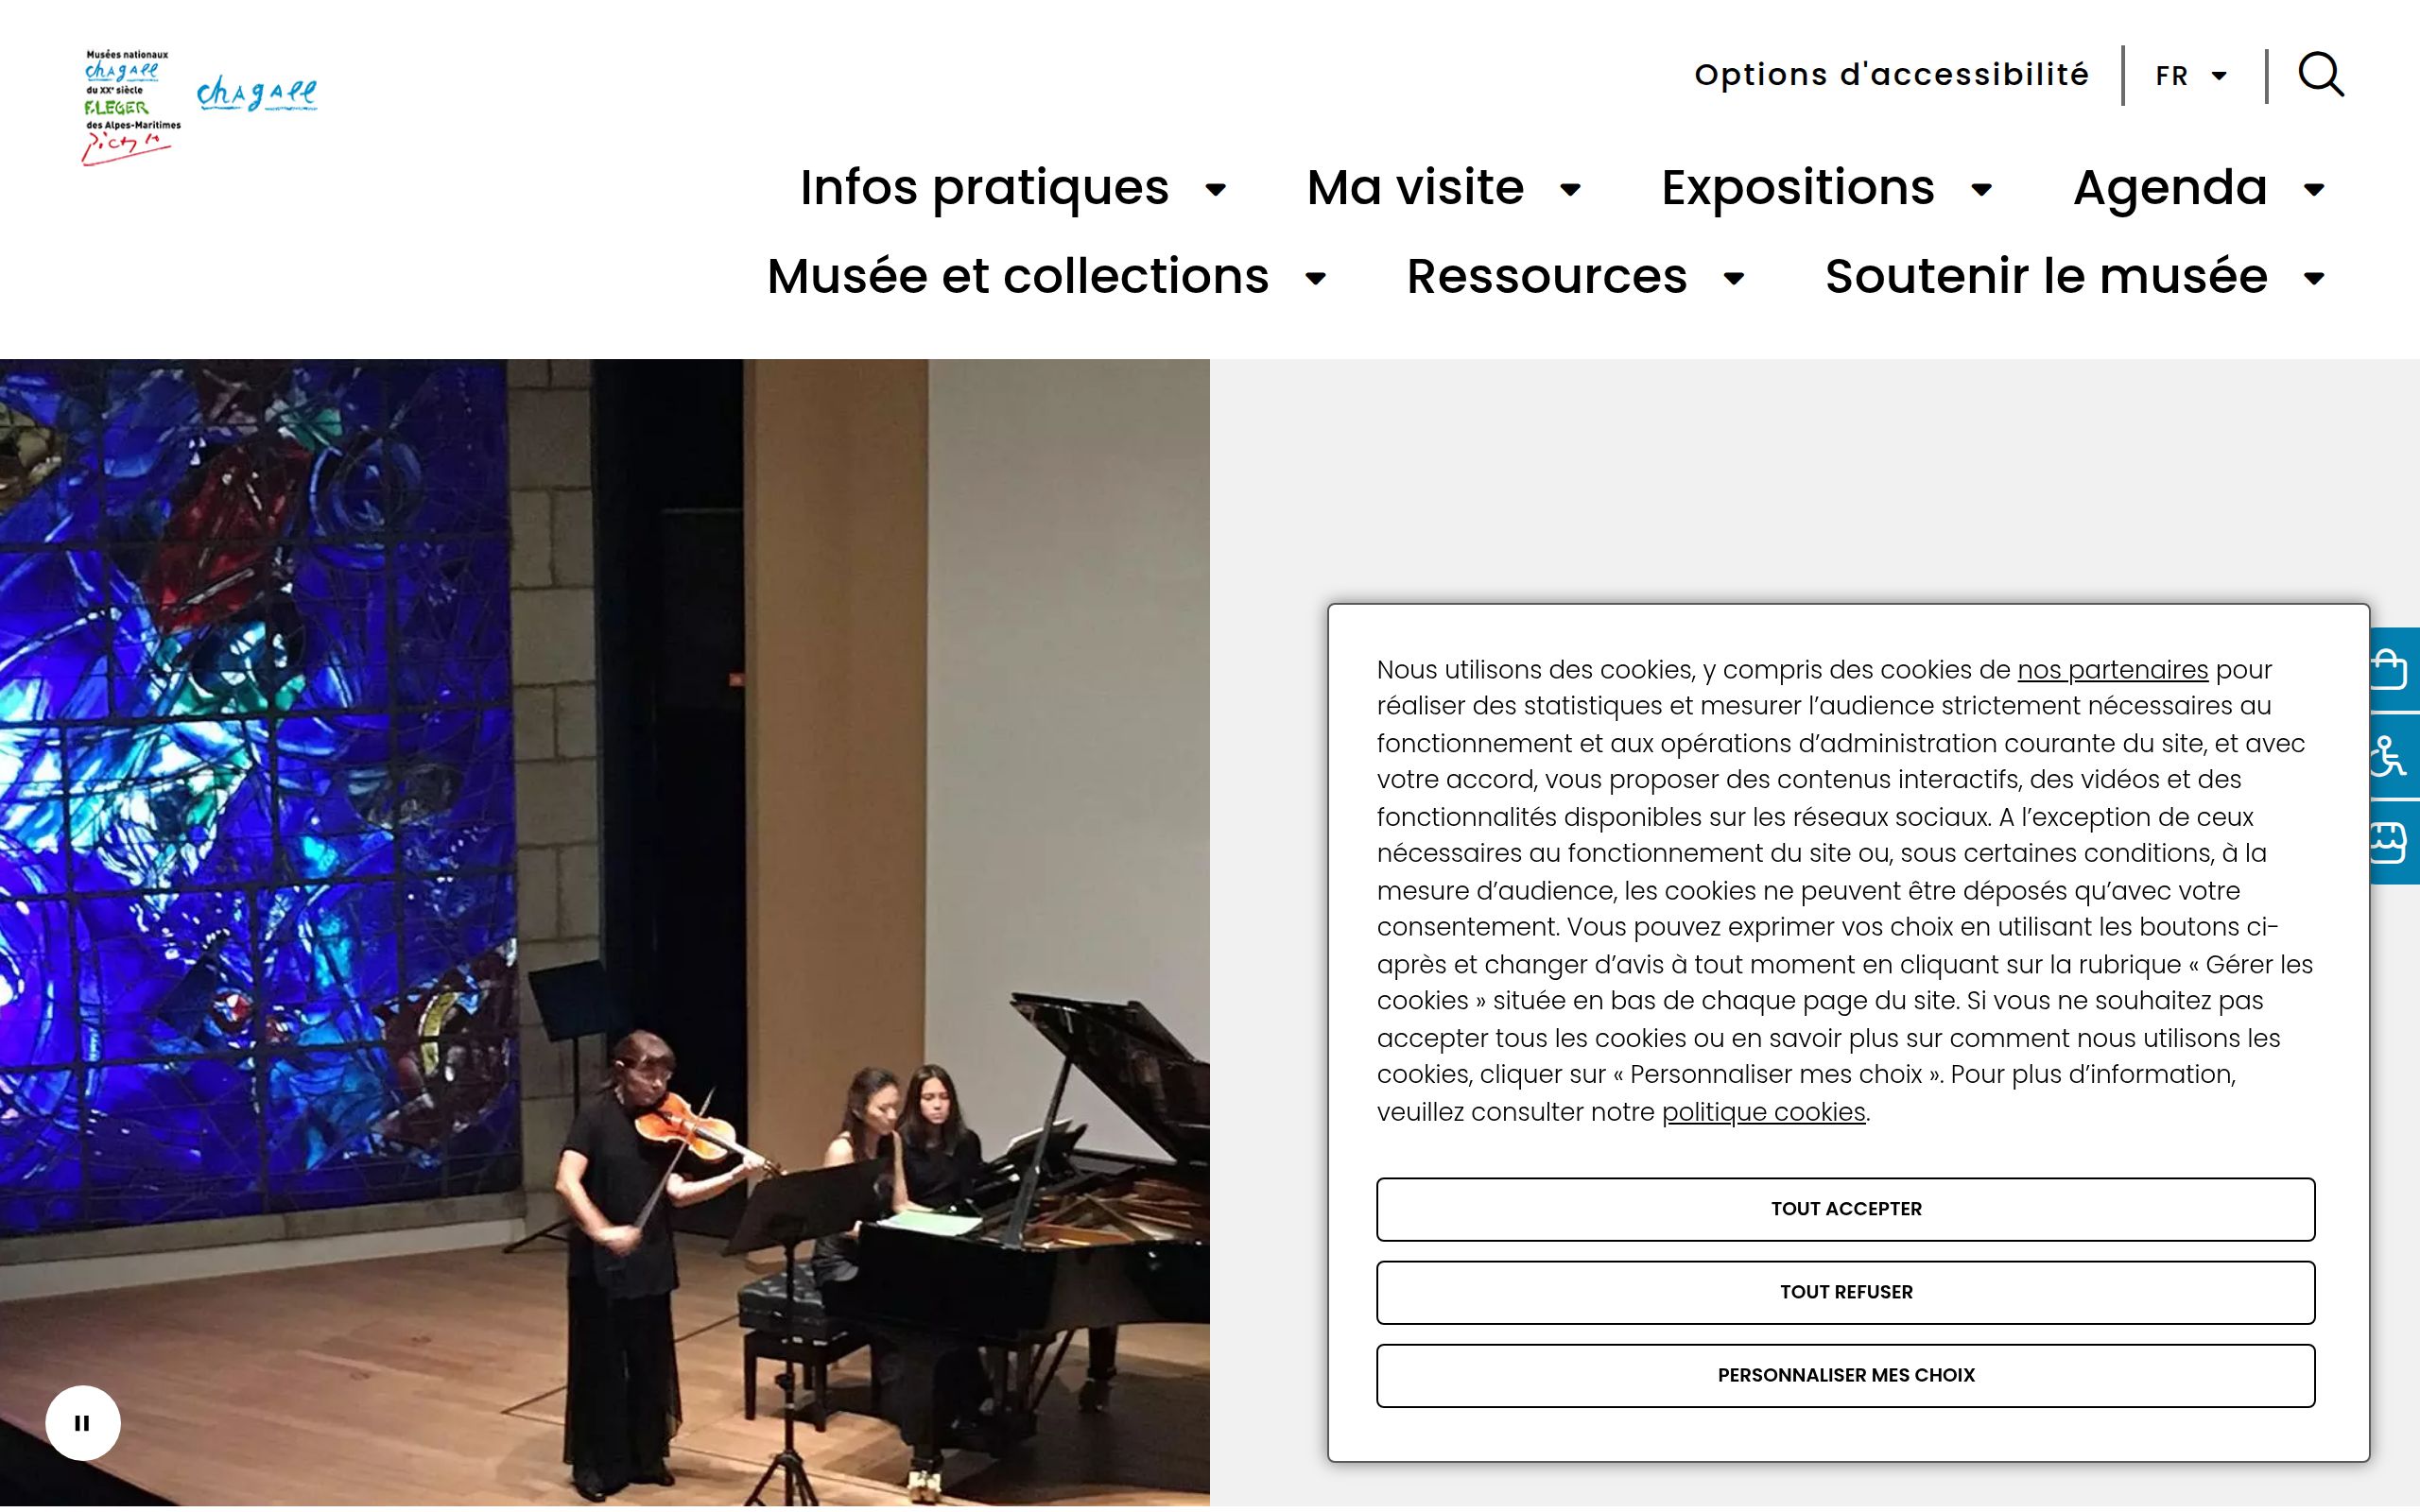 Musées nationaux
chagall
du XXe siècle
F.LEGER
des Alpes-Maritimes
Picasso
chagall
Options d'accessibilité
FR
Infos pratiques
Ma visite
Expositions
Agenda
Musée et collections
Ressources
Soutenir le musée
Nous utilisons des cookies, y compris des cookies de nos partenaires pour
réaliser des statistiques et mesurer l’audience strictement nécessaires au
fonctionnement et aux opérations d’administration courante du site, et avec
votre accord, vous proposer des contenus interactifs, des vidéos et des
fonctionnalités disponibles sur les réseaux sociaux. A l’exception de ceux
nécessaires au fonctionnement du site ou, sous certaines conditions, à la
mesure d’audience, les cookies ne peuvent être déposés qu’avec votre
consentement. Vous pouvez exprimer vos choix en utilisant les boutons ci-
après et changer d’avis à tout moment en cliquant sur la rubrique « Gérer les
cookies » située en bas de chaque page du site. Si vous ne souhaitez pas
accepter tous les cookies ou en savoir plus sur comment nous utilisons les
cookies, cliquer sur « Personnaliser mes choix ». Pour plus d’information,
veuillez consulter notre politique cookies.
TOUT ACCEPTER
TOUT REFUSER
PERSONNALISER MES CHOIX